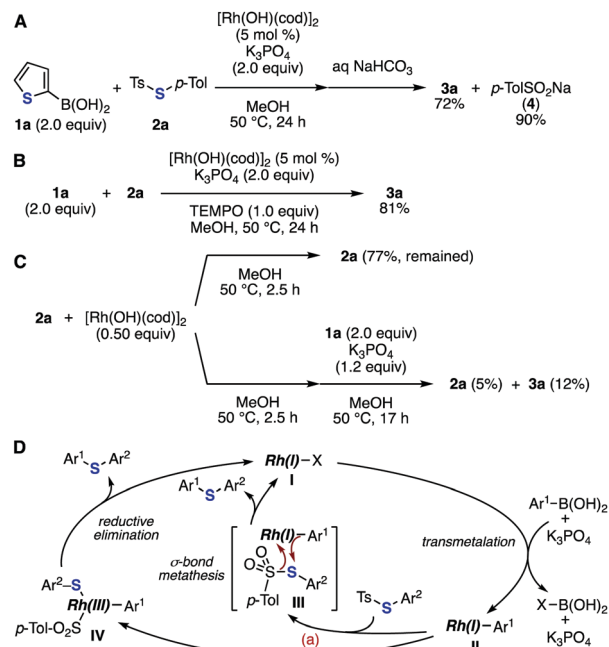 A
[Rh(OH)(cod)]2
(5 mol %)
K3PO4
(2.0 equiv)
aq NaHCO3
S
B(OH)2
1a (2.0 equiv)
+
Ts S p-Tol
2a
MeOH
50 °C, 24 h
3a
72%
+
p-TolSO2Na
(4)
90%
B
[Rh(OH)(cod)]2 (5 mol %)
K3PO4 (2.0 equiv)
1a + 2a
(2.0 equiv)
TEMPO (1.0 equiv)
MeOH, 50 °C, 24 h
3a
81%
C
2a (77%, remained)
MeOH
50 °C, 2.5 h
2a + [Rh(OH)(cod)]2
(0.50 equiv)
1a (2.0 equiv)
K3PO4
(1.2 equiv)
2a (5%) + 3a (12%)
MeOH
50 °C, 2.5 h
MeOH
50 °C, 17 h
D
Ar1 S Ar2
Rh(I)–X
I
Ar1 S Ar2
reductive
elimination
Ar1–B(OH)2
+
K3PO4
transmetalation
σ-bond
metathesis
Rh(I)–Ar1
O O S–S
Ar2
p-Tol
III
Ar2–S
Rh(III)–Ar1
p-Tol-O2S
IV
Ts S Ar2
(a)
Rh(I)–Ar1
II
X–B(OH)2
+
K3PO4